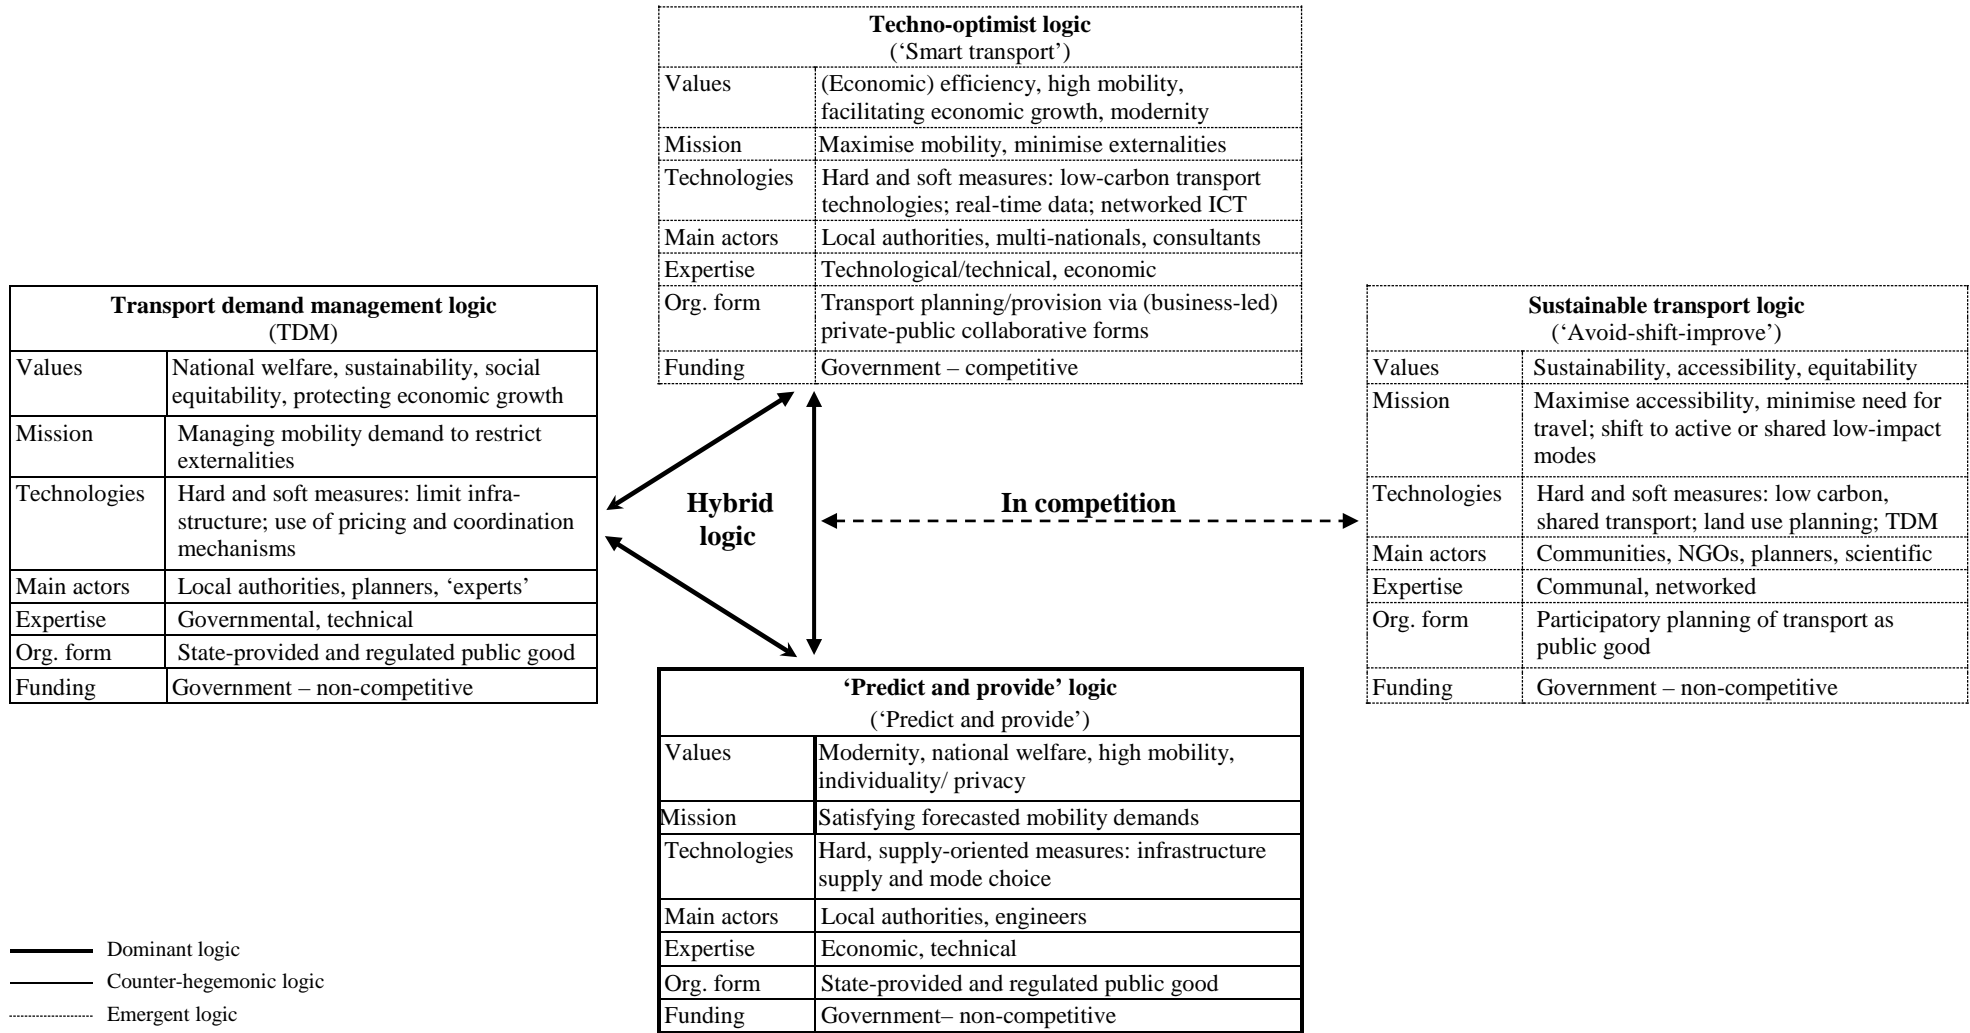 Techno-optimist logic
(‘Smart transport’)
Values (Economic) efficiency, high mobility,
facilitating economic growth, modernity
Mission Maximise mobility, minimise externalities
Technologies Hard and soft measures: low-carbon transport
technologies; real-time data; networked ICT
Main actors Local authorities, multi-nationals, consultants
Expertise Technological/technical, economic
Org. form Transport planning/provision via (business-led)
private-public collaborative forms
Funding Government – competitive
Transport demand management logic
(TDM)
Values National welfare, sustainability, social
equitability, protecting economic growth
Mission Managing mobility demand to restrict
externalities
Technologies Hard and soft measures: limit infra-
structure; use of pricing and coordination
mechanisms
Main actors Local authorities, planners, ‘experts’
Expertise Governmental, technical
Org. form State-provided and regulated public good
Funding Government – non-competitive
Hybrid
logic
In competition
Sustainable transport logic
(‘Avoid-shift-improve’)
Values Sustainability, accessibility, equitability
Mission Maximise accessibility, minimise need for
travel; shift to active or shared low-impact
modes
Technologies Hard and soft measures: low carbon,
shared transport; land use planning; TDM
Main actors Communities, NGOs, planners, scientific
Expertise Communal, networked
Org. form Participatory planning of transport as
public good
Funding Government – non-competitive
‘Predict and provide’ logic
(‘Predict and provide’)
Values Modernity, national welfare, high mobility,
individuality/ privacy
Mission Satisfying forecasted mobility demands
Technologies Hard, supply-oriented measures: infrastructure
supply and mode choice
Main actors Local authorities, engineers
Expertise Economic, technical
Org. form State-provided and regulated public good
Funding Government– non-competitive
Dominant logic
Counter-hegemonic logic
Emergent logic